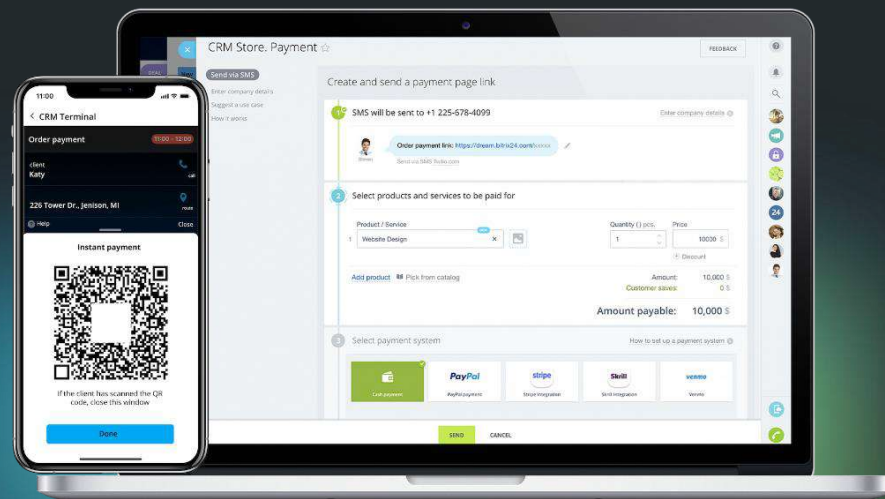 CRM Store. Payment
FEEDBACK
Send via SMS
Enter company details
Suggest a use case
How it works
Create and send a payment page link
SMS will be sent to +1 225-678-4099
Enter company details
Order payment link: https://dream.bitrix24.com/
Send via SMS
2
Select products and services to be paid for
Product / Service
Quantity () pcs.
Price
1
Website Design
x
1
10000 $
Discount
Add product
Pick from catalog
Amount: 10,000 $
Customer saves: 0 $
Amount payable: 10,000 $
3
Select payment system
How to set up a payment system
Cash payment
PayPal
PayPal payment
stripe
Stripe integration
Skrill
Skrill integration
venmo
Venmo
SEND
CANCEL
24
11:00
< CRM Terminal
Order payment
11:00 - 12:00
client
Katy
call
226 Tower Dr., Jenison, MI
route
Help
Close
Instant payment
If the client has scanned the QR
code, close this window
Done